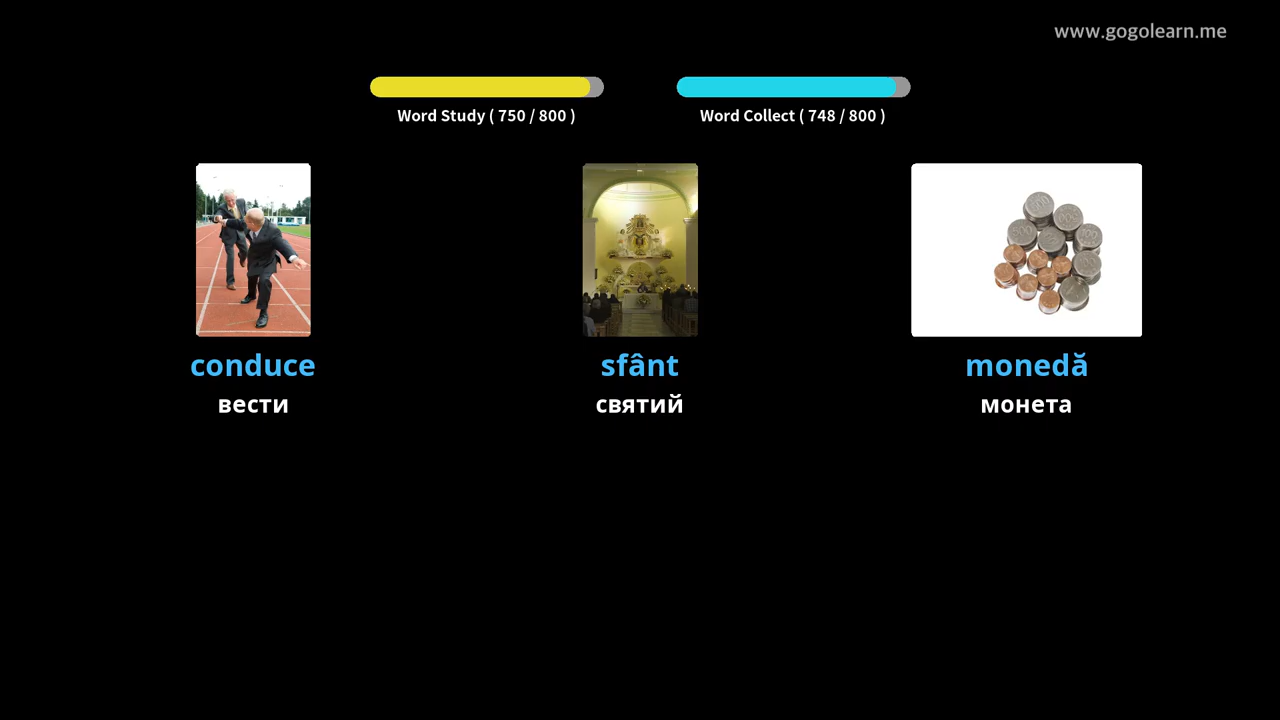 www.gogolearn.me
Word Study ( 750 / 800 )
Word Collect ( 748 / 800 )
conduce
вести
sfânt
святий
monedă
монета